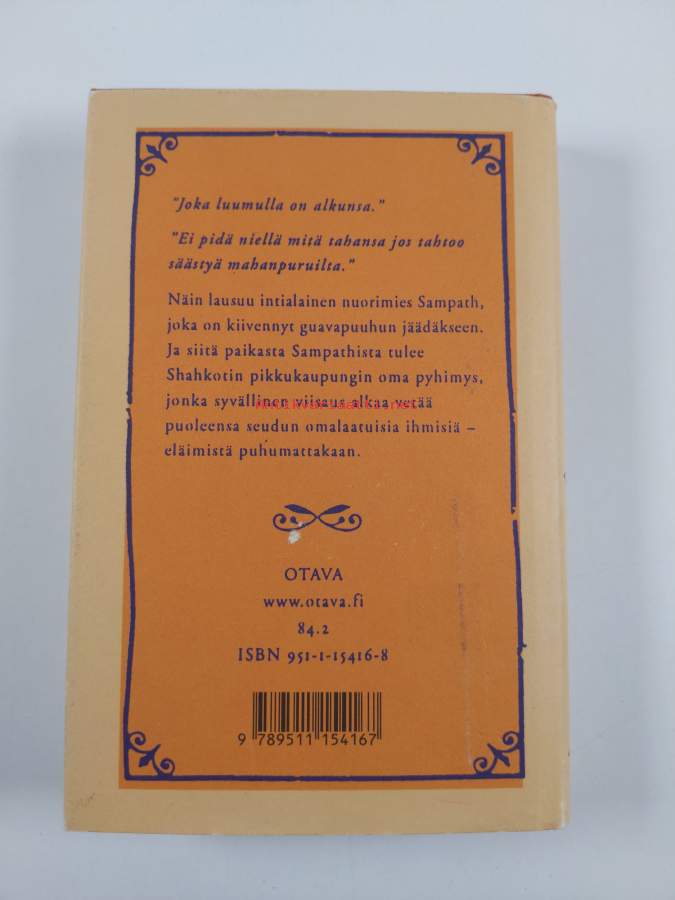 "Joka luumulla on alkunsa."
"Ei pidä niellä mitä tahansa jos tahtoo
säästyä mahanpuruilta."
Näin lausuu intialainen nuorimies Sampath,
joka on kiivennyt guavapuuhun jäädäkseen.
Ja siitä paikasta Sampathista tulee
Shahkotin pikkukaupungin oma pyhimys,
jonka syvällinen viisaus alkaa vetää
puoleensa seudun omalaatuisia ihmisiä –
eläimistä puhumattakaan.
OTAVA
www.otava.fi
84.2
ISBN 951-1-15416-8
9 789511 154167